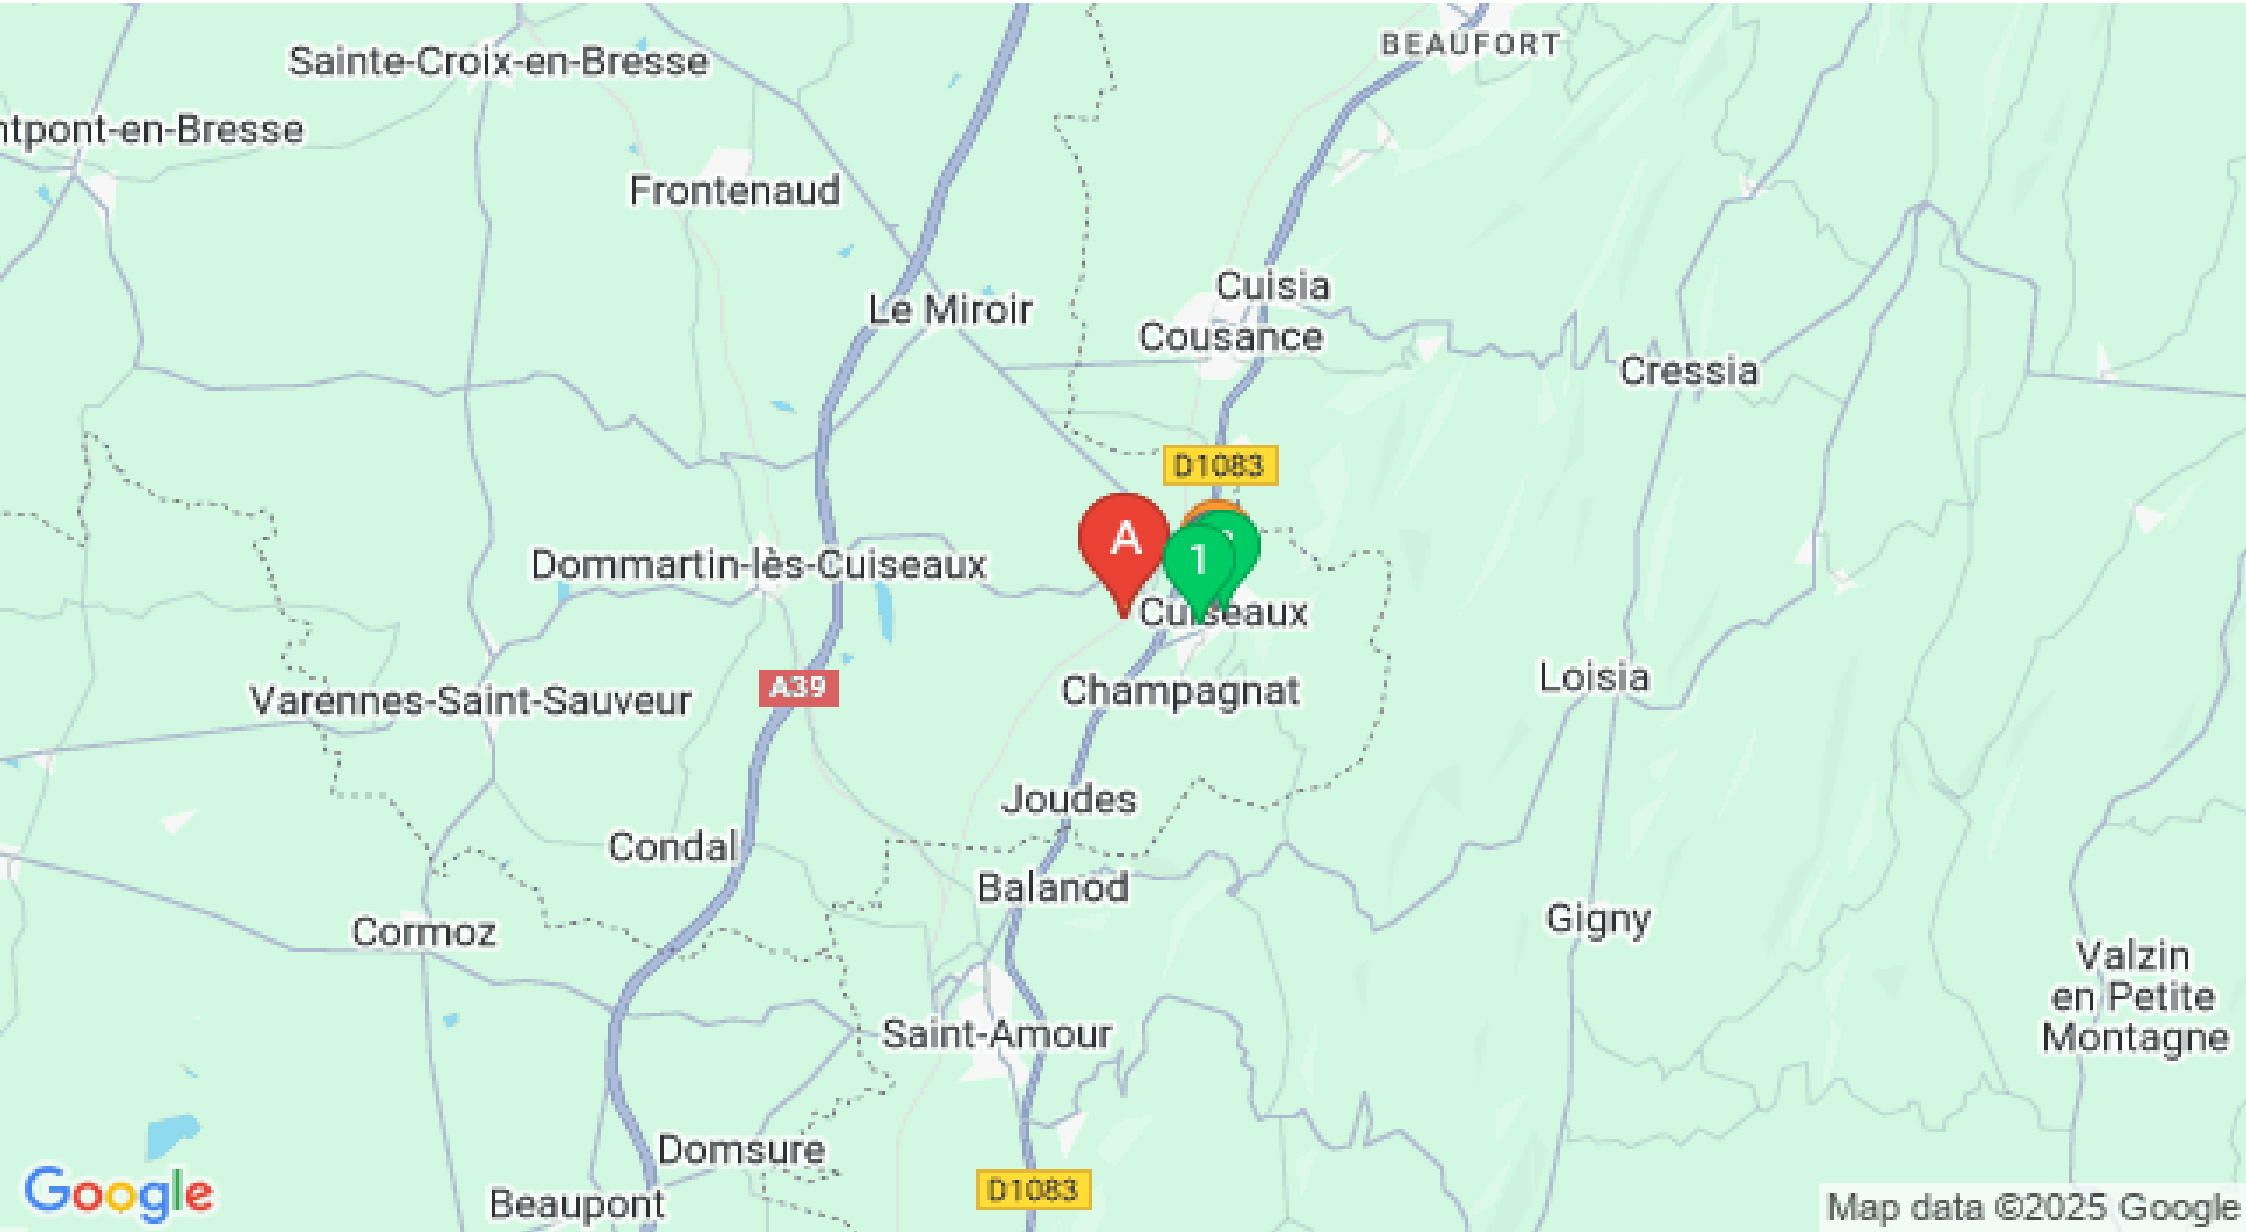 BEAUFORT
Sainte-Croix-en-Bresse
ntpont-en-Bresse
Frontenaud
Cuisia
Le Miroir
Cousance
Cressia
D1083
A
1
Dommartin-lès-Cuiseaux
Cuiseaux
Loisia
A39
Champagnat
Varennes-Saint-Sauveur
Joudes
Condal
Balanod
Gigny
Cormoz
Valzin
en Petite
Montagne
Saint-Amour
Domsure
D1083
Google
Beaupont
Map data ©2025 Google